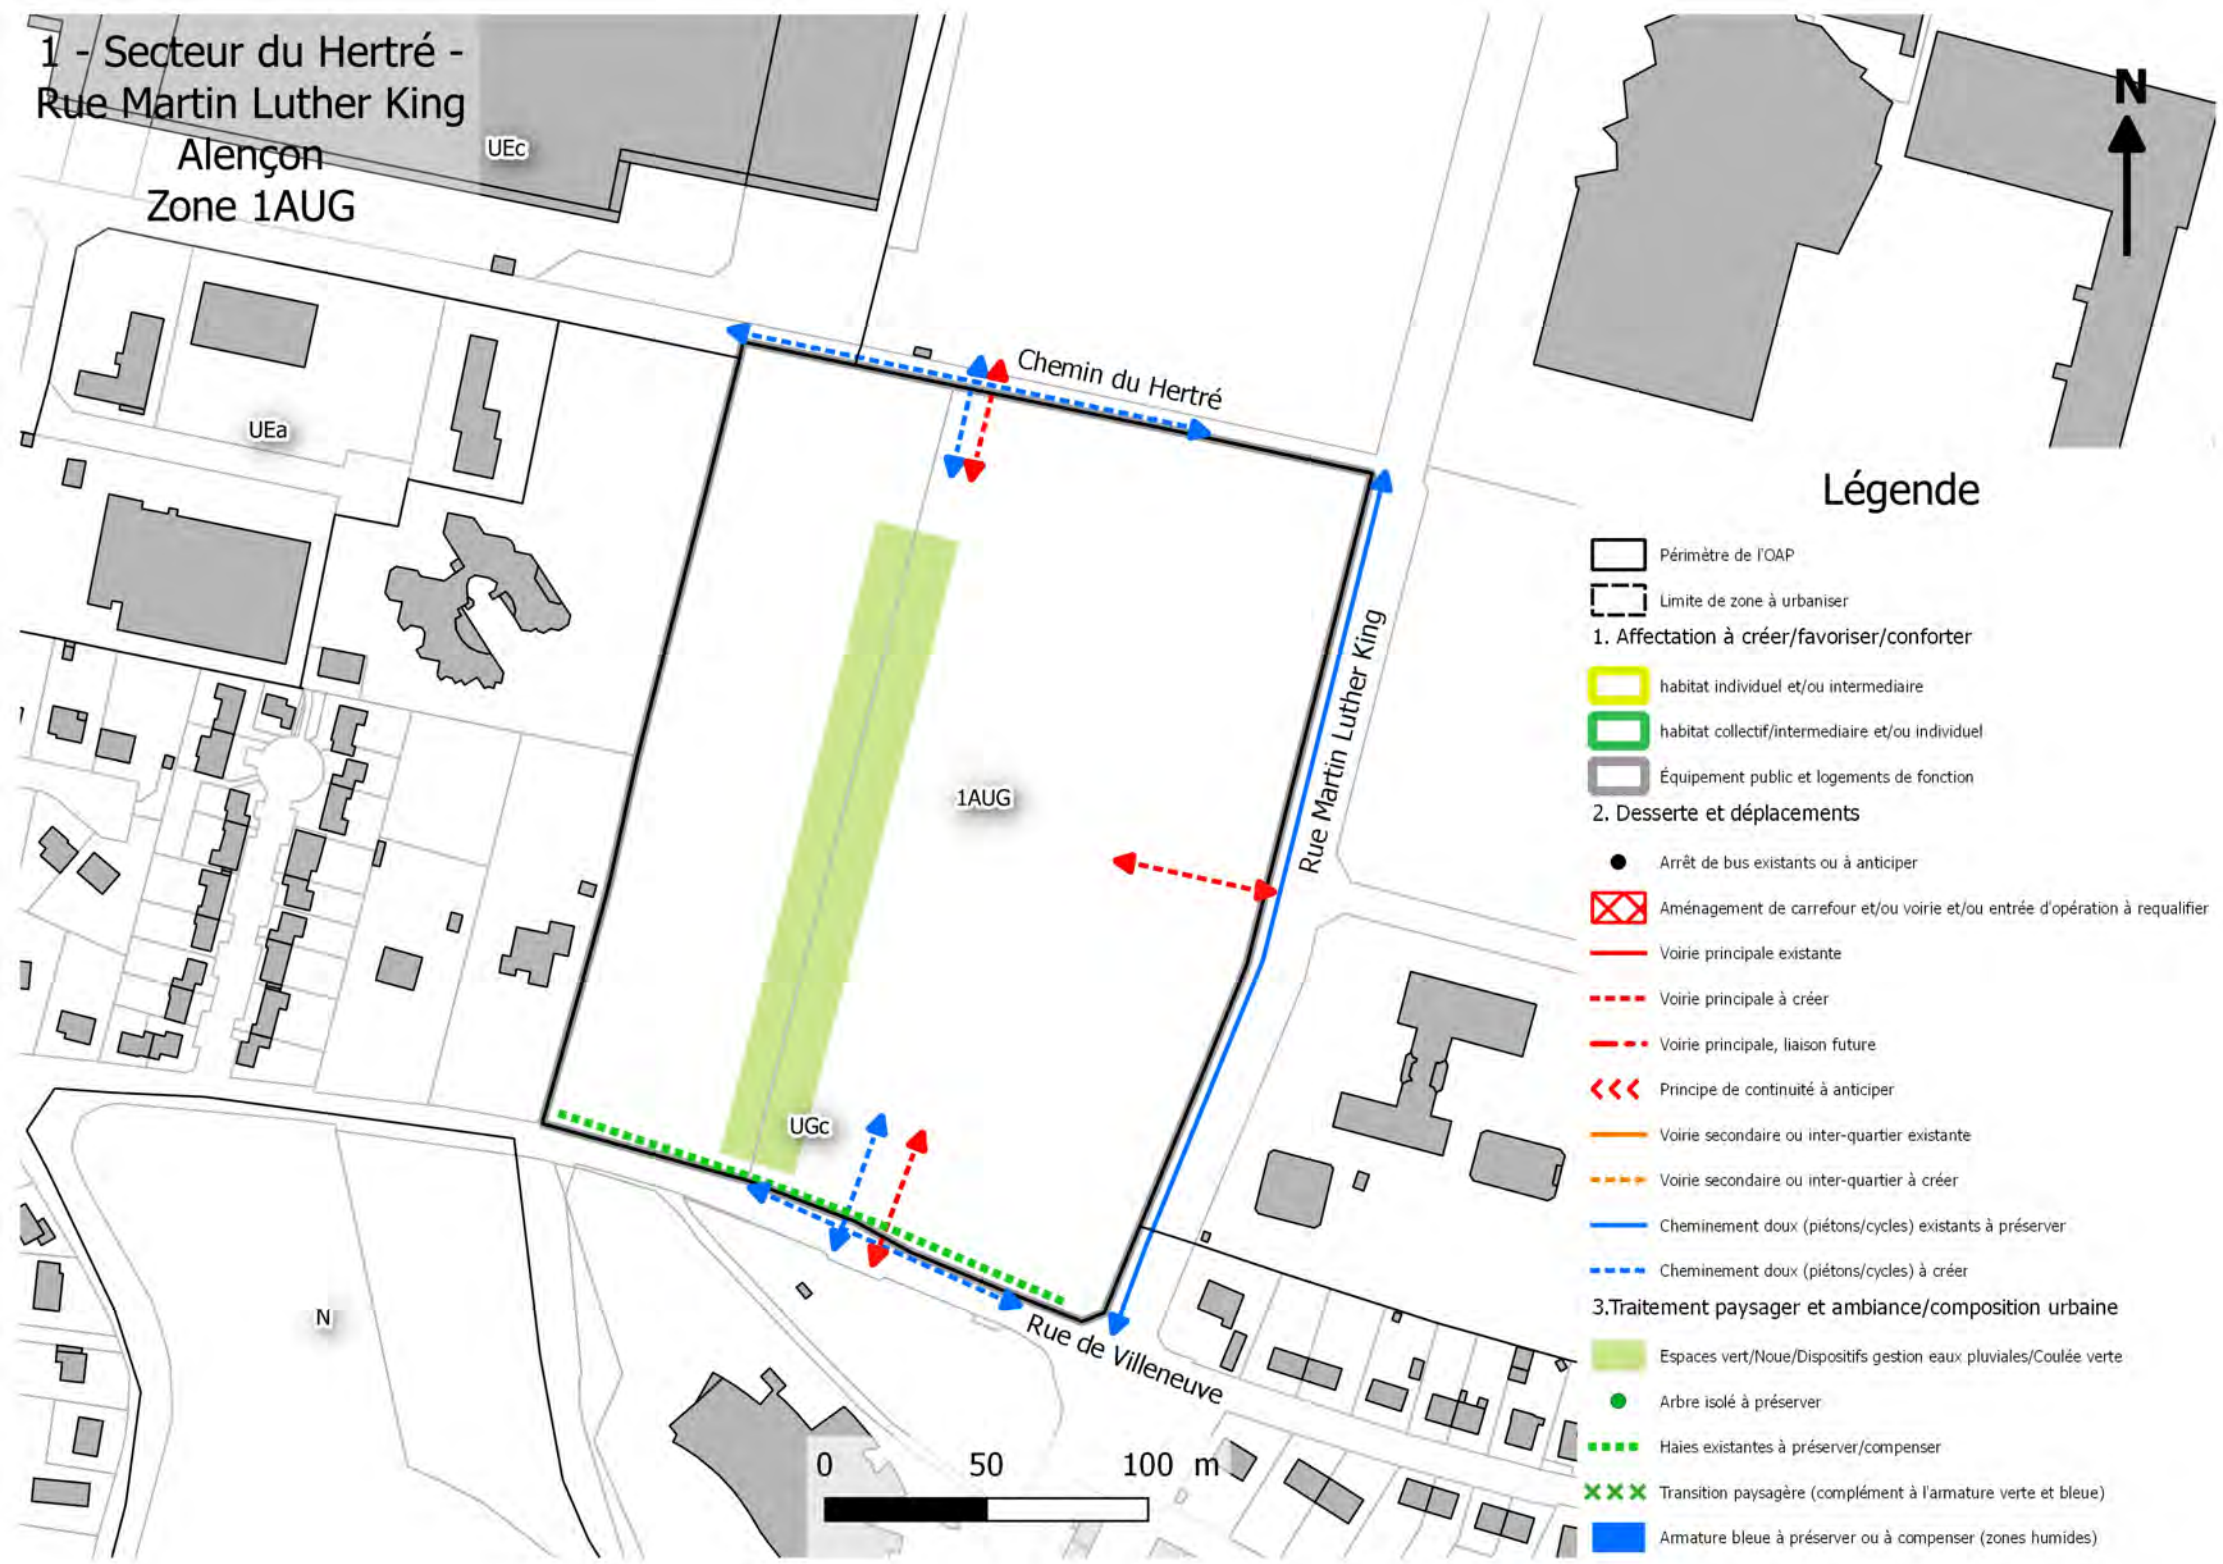 1 - Secteur du Hertré -
Rue Martin Luther King
Alençon
Zone 1AUG
UEc
N
Chemin du Hertré
UEa
Rue Martin Luther King
1AUG
UGc
N
Rue de Villeneuve
0 50 100 m
Légende
Périmètre de l'OAP
Limite de zone à urbaniser
1. Affectation à créer/favoriser/conforter
habitat individuel et/ou intermediaire
habitat collectif/intermediaire et/ou individuel
Équipement public et logements de fonction
2. Desserte et déplacements
Arrêt de bus existants ou à anticiper
Aménagement de carrefour et/ou voirie et/ou entrée d'opération à requalifier
Voirie principale existante
Voirie principale à créer
Voirie principale, liaison future
Principe de continuité à anticiper
Voirie secondaire ou inter-quartier existante
Voirie secondaire ou inter-quartier à créer
Cheminement doux (piétons/cycles) existants à préserver
Cheminement doux (piétons/cycles) à créer
3.Traitement paysager et ambiance/composition urbaine
Espaces vert/Noue/Dispositifs gestion eaux pluviales/Coulée verte
Arbre isolé à préserver
Haies existantes à préserver/compenser
Transition paysagère (complément à l'armature verte et bleue)
Armature bleue à préserver ou à compenser (zones humides)